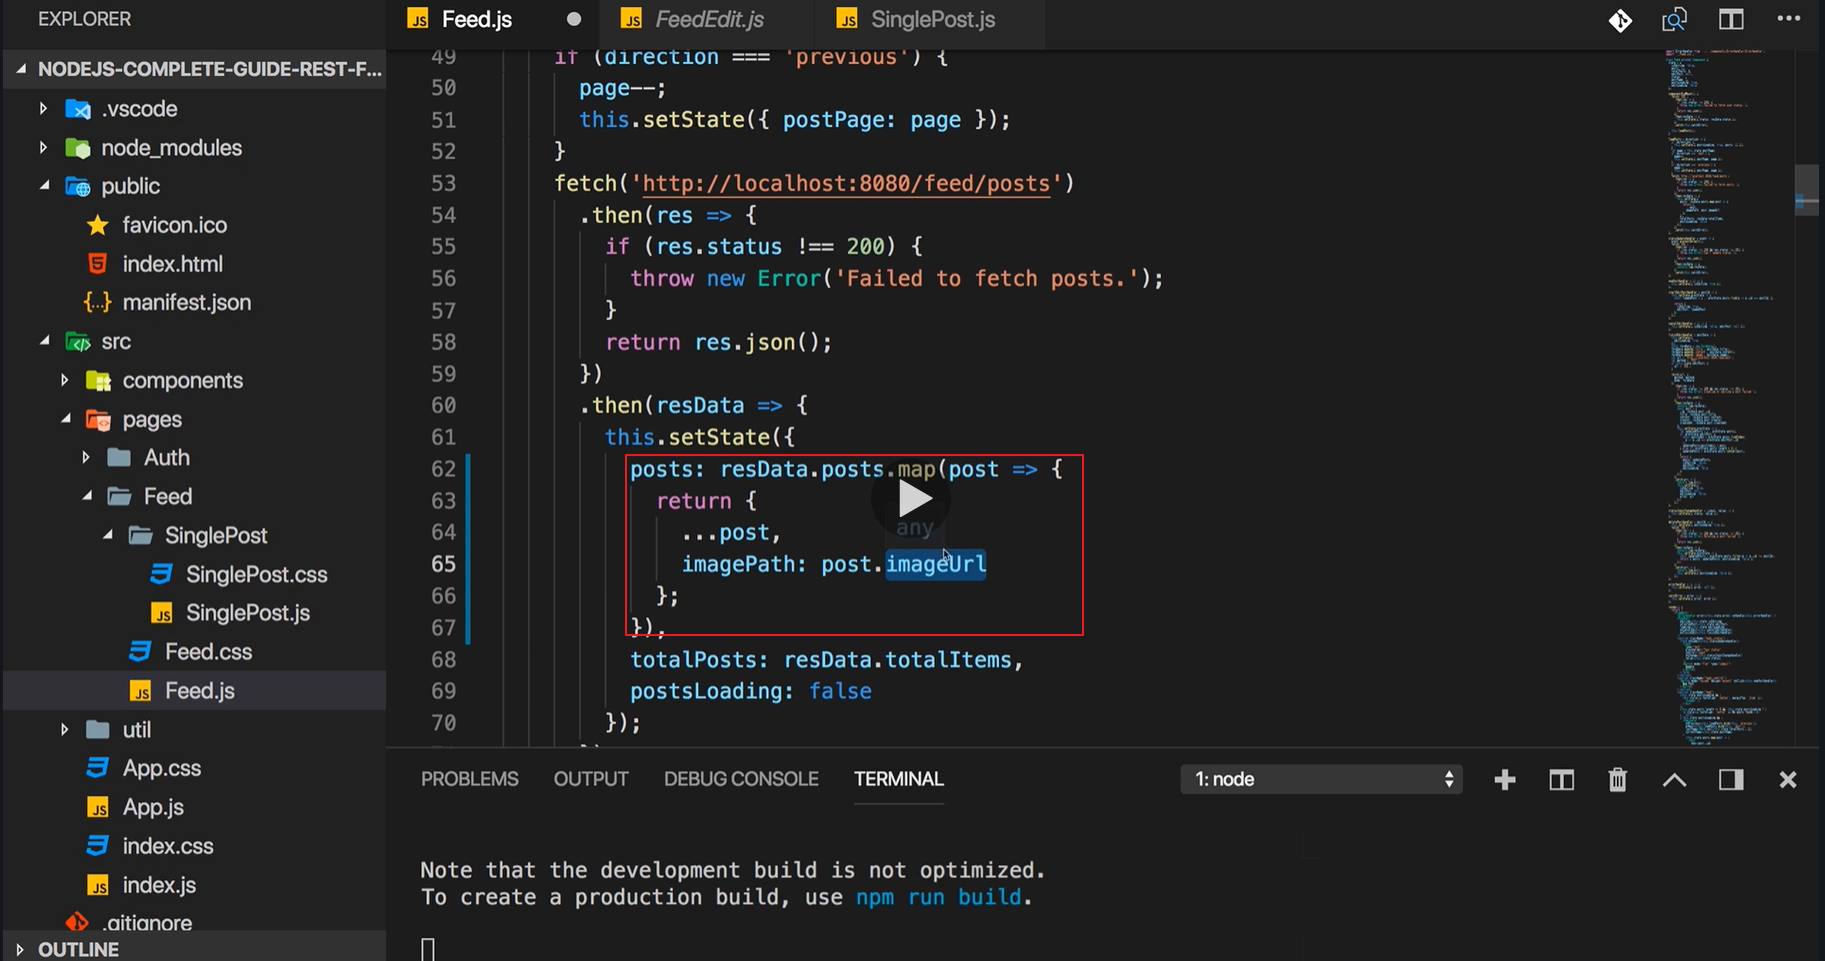 EXPLORER
NODEJS-COMPLETE-GUIDE-REST-F...
.vscode
node_modules
public
favicon.ico
index.html
manifest.json
src
components
pages
Auth
Feed
SinglePost
SinglePost.css
SinglePost.js
Feed.css
Feed.js
util
App.css
App.js
index.css
index.js
.gitignore
OUTLINE
Feed.js
FeedEdit.js
SinglePost.js
49 if (direction === 'previous') {
50 page--;
51 this.setState({ postPage: page });
52 }
53 fetch('http://localhost:8080/feed/posts')
54 .then(res => {
55 if (res.status !== 200) {
56 throw new Error('Failed to fetch posts.');
57 }
58 return res.json();
59 })
60 .then(resData => {
61 this.setState({
62 posts: resData.posts.map(post => {
63 return {
64 ...post,
any
65 imagePath: post.imageUrl
66 };
67 }),
68 totalPosts: resData.totalItems,
69 postsLoading: false
70 });
PROBLEMS OUTPUT DEBUG CONSOLE TERMINAL 1: node
Note that the development build is not optimized.
To create a production build, use npm run build.